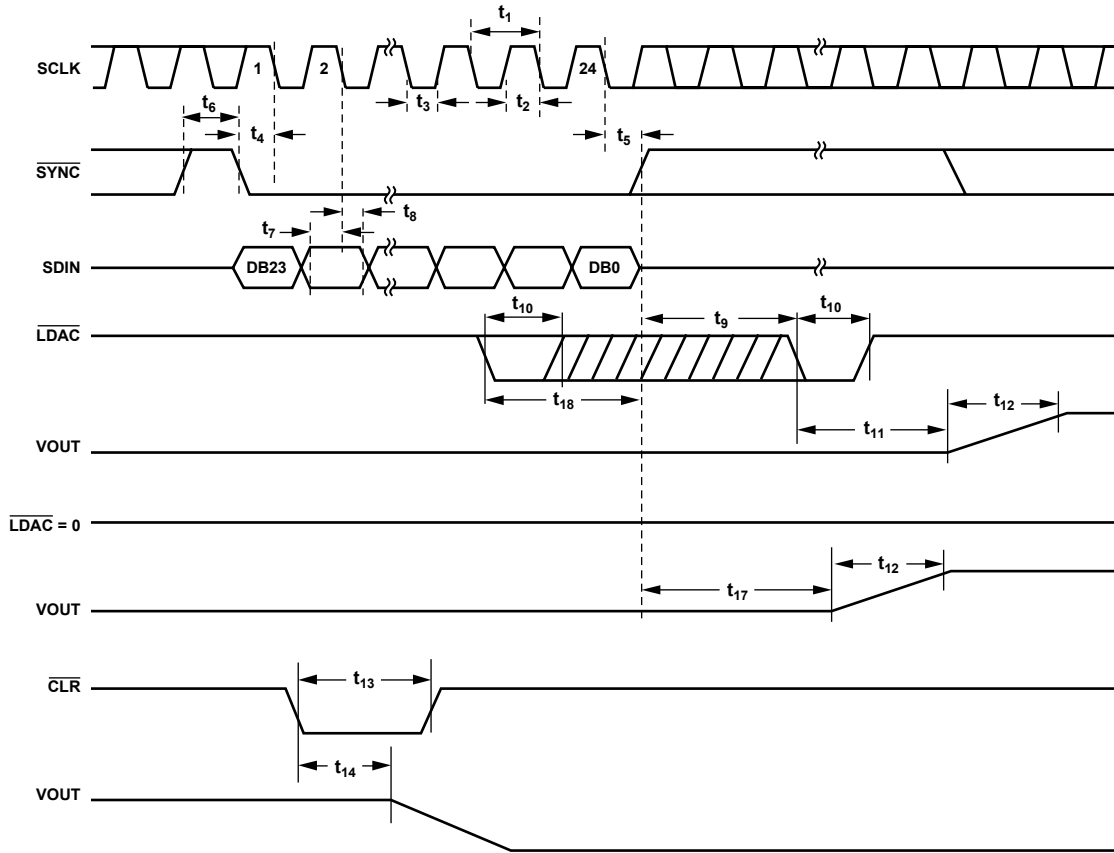 t1
SCLK
1
2
24
t3
t2
t6
t4
t5
SYNC
t8
t7
SDIN
DB23
DB0
t10
t9
t10
LDAC
t18
t12
t11
VOUT
LDAC = 0
t12
t17
VOUT
t13
CLR
t14
VOUT